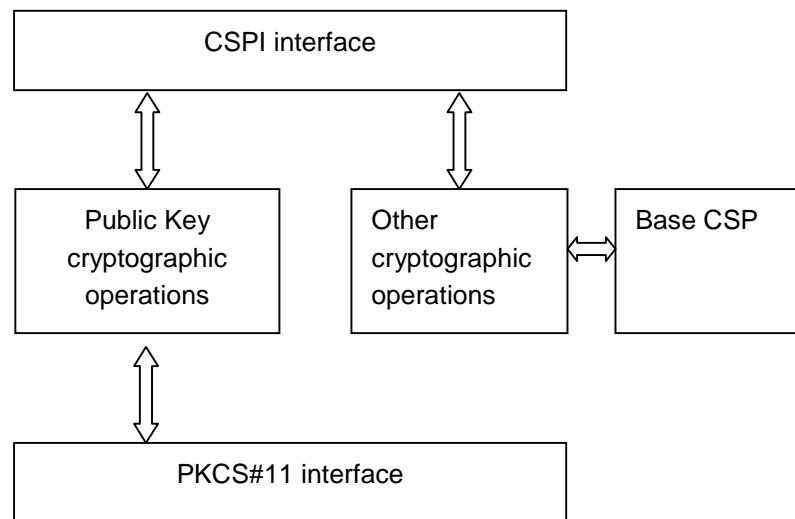 CSPI interface
Public Key
cryptographic
operations
Other
cryptographic
operations
Base CSP
PKCS#11 interface